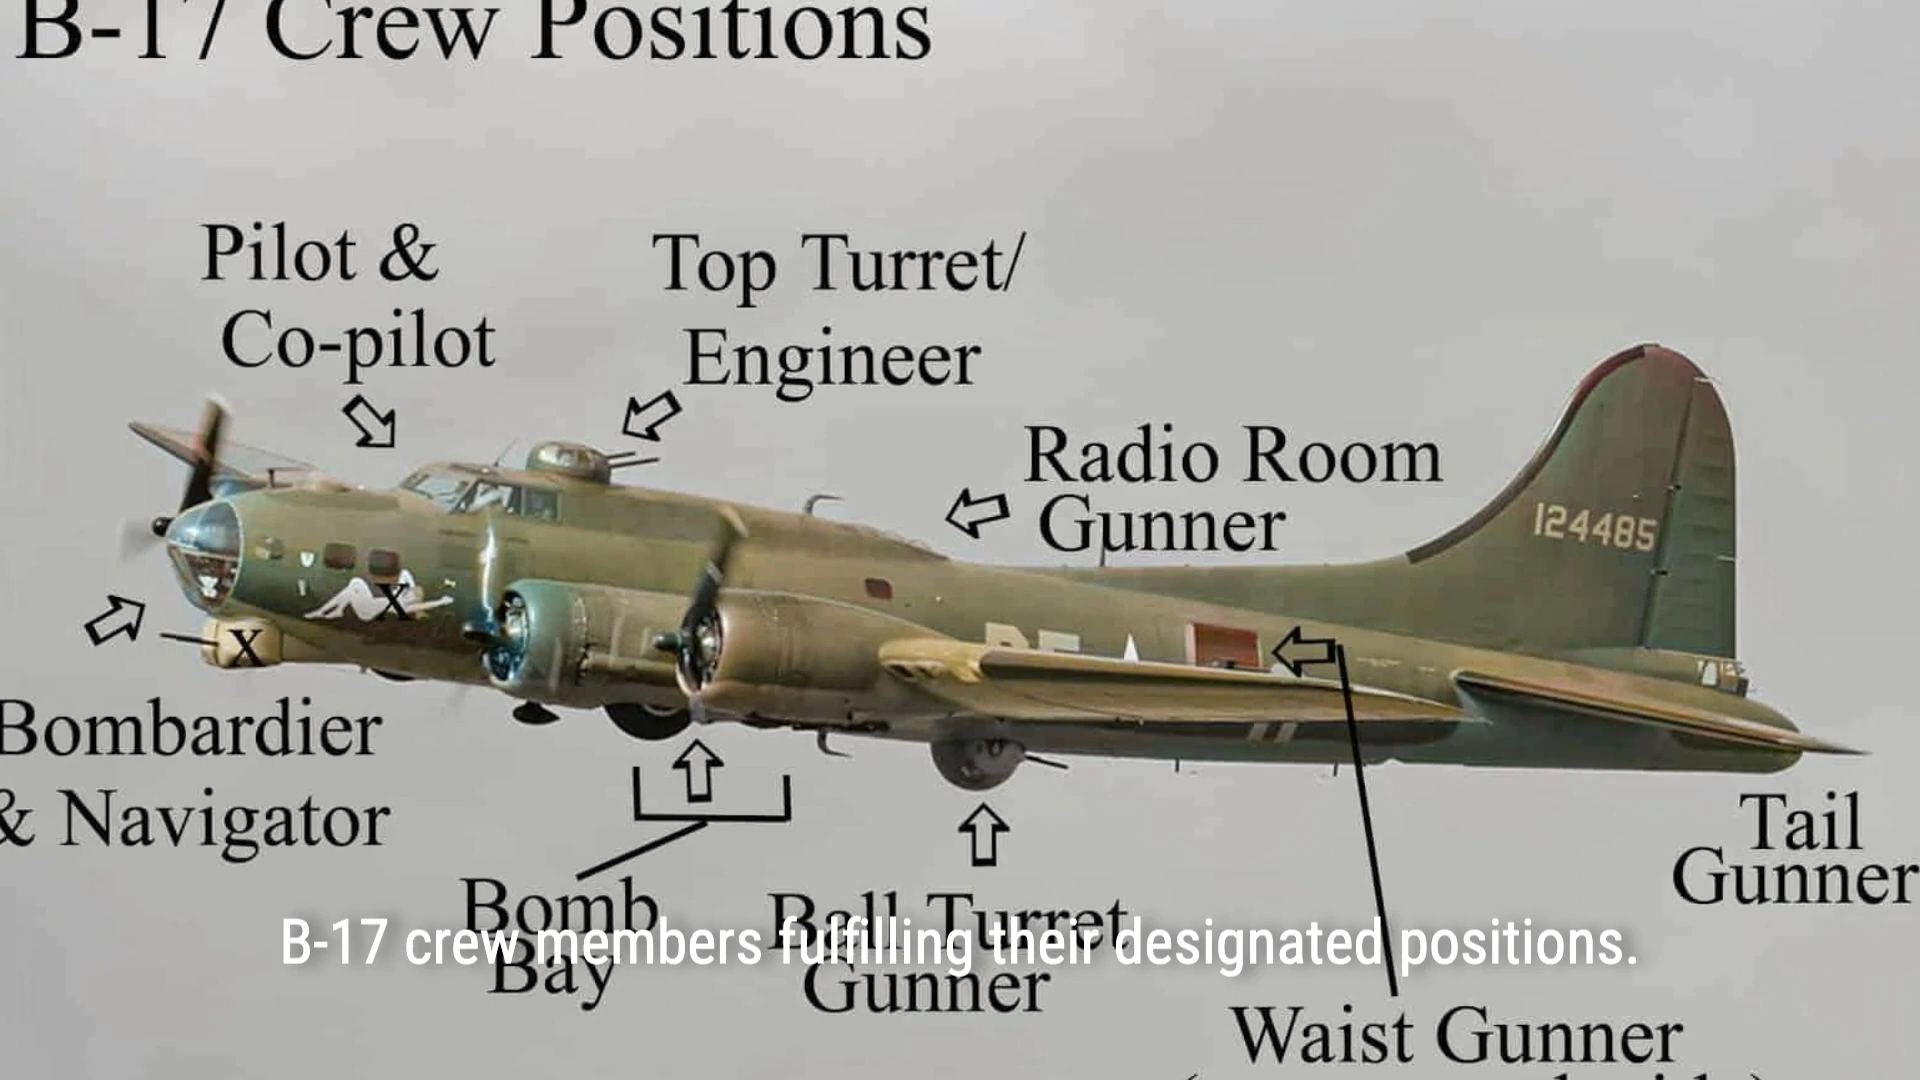 B-17 Crew Positions
Pilot &
Co-pilot
Top Turret/
Engineer
Radio Room
Gunner
124485
X
X
Bombardier
& Navigator
Bomb
Bay
Ball Turret
Gunner
Tail
Gunner
B-17 crew members fulfilling their designated positions.
Waist Gunner